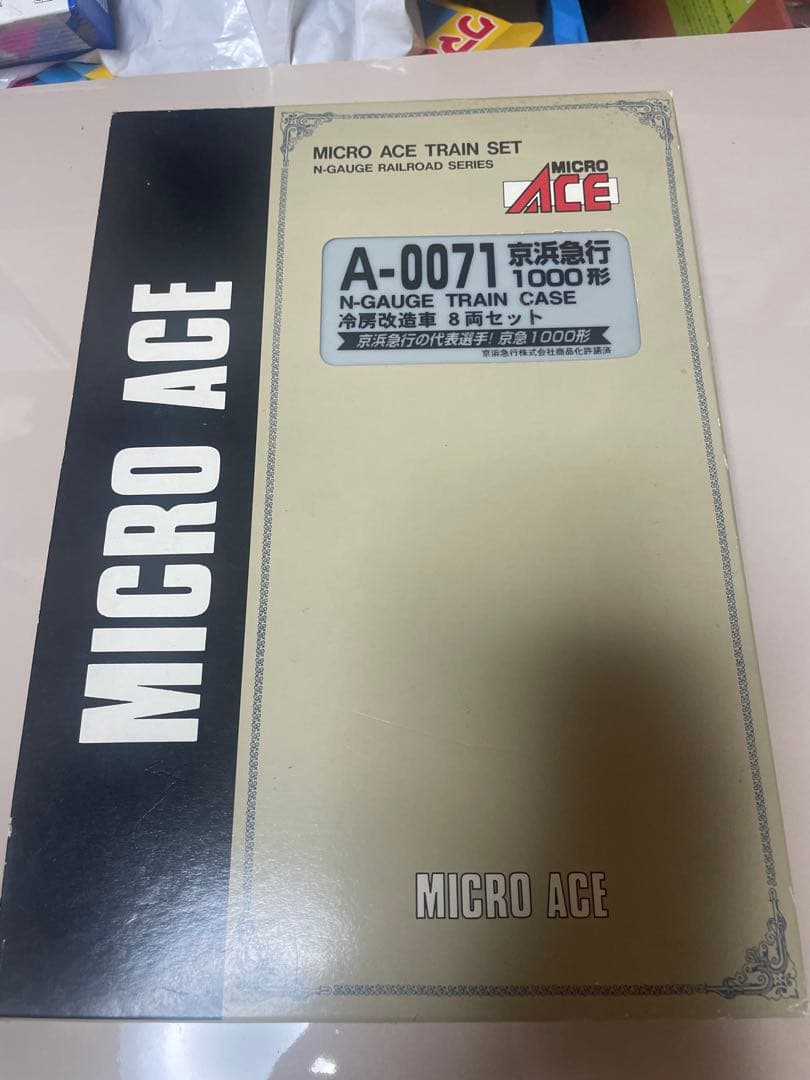 MICRO ACE TRAIN SET
N-GAUGE RAILROAD SERIES
MICRO
ACE
A-0071 京浜急行
1000形
N-GAUGE TRAIN CASE
冷房改造車 8両セット
京浜急行の代表選手!京急1000形
京浜急行株式会社商品化許諾済
MICRO ACE
MICRO ACE